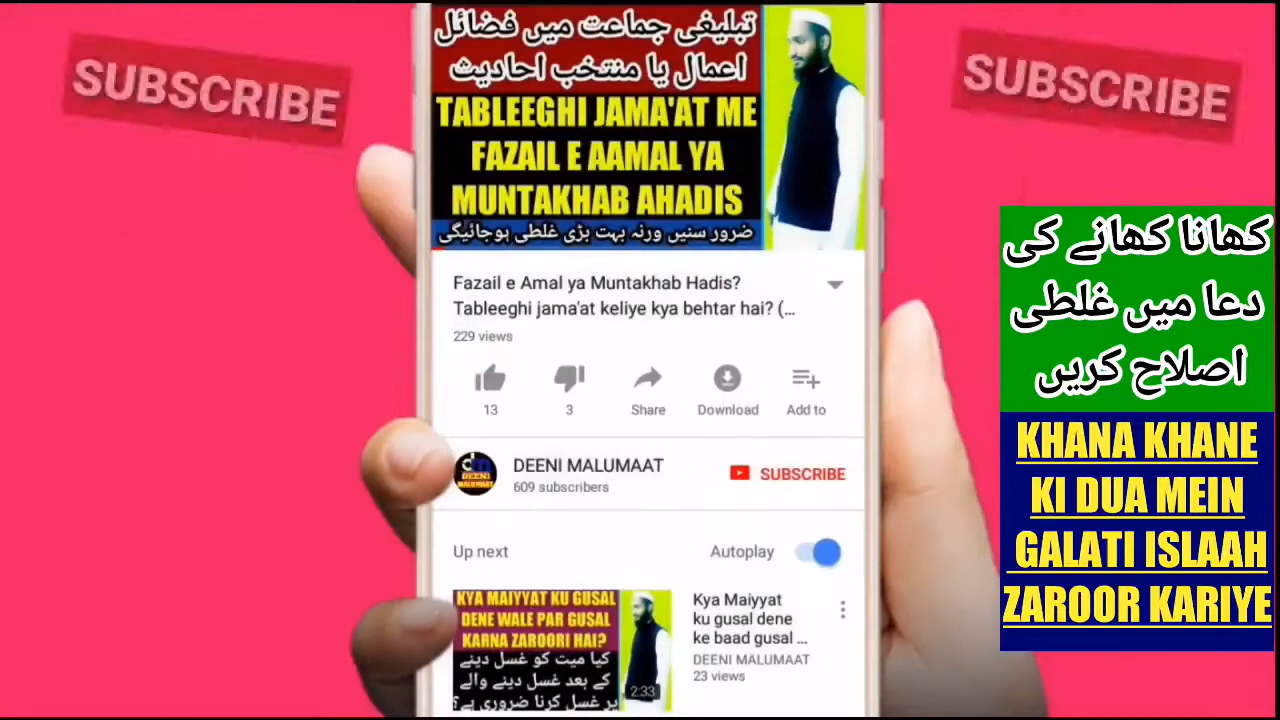 SUBSCRIBE
SUBSCRIBE
تبلیغی جماعت میں فضائل
اعمال یا منتخب احادیث
TABLEEGHI JAMA'AT ME
FAZAIL E AAMAL YA
MUNTAKHAB AHADIS
ضرور سنیں ورنہ بہت بڑی غلطی ہوجائیگی
Fazail e Amal ya Muntakhab Hadis?
Tableeghi jama'at keliye kya behtar hai? (...
229 views
13
3
Share
Download
Add to
DEENI MALUMAAT
609 subscribers
SUBSCRIBE
dm
DEENI
MALUMAAT
Up next
Autoplay
KYA MAIYYAT KU GUSAL
DENE WALE PAR GUSAL
KARNA ZAROORI HAI?
کیا میت کو غسل دینے
کے بعد غسل دینے والے
پر غسل کرنا ضروری ہے؟
2:33
Kya Maiyyat
ku gusal dene
ke baad gusal ...
DEENI MALUMAAT
23 views
کھانا کھانے کی
دعا میں غلطی
اصلاح کریں
KHANA KHANE
KI DUA MEIN
GALATI ISLAAH
ZAROOR KARIYE